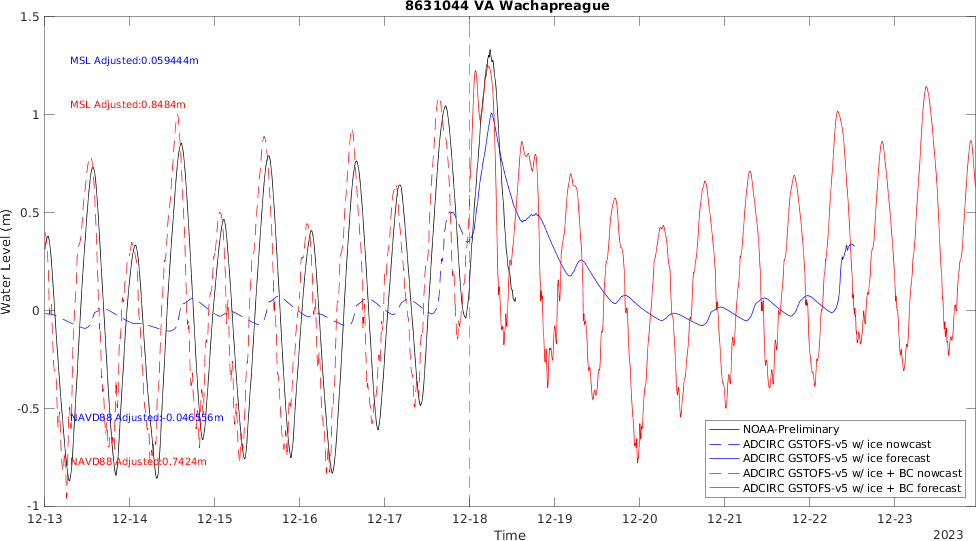 8631044 VA Wachapreague
1.5
MSL Adjusted:0.059444m
MSL Adjusted:0.8484m
1
0.5
Water Level (m)
0
-0.5
NAVD88 Adjusted:-0.046556m
NOAA-Preliminary
ADCIRC GSTOFS-v5 w/ ice nowcast
ADCIRC GSTOFS-v5 w/ ice forecast
NAVD88 Adjusted:0.7424m
ADCIRC GSTOFS-v5 w/ ice + BC nowcast
ADCIRC GSTOFS-v5 w/ ice + BC forecast
-1
12-13 12-14 12-15 12-16 12-17 12-18 12-19 12-20 12-21 12-22 12-23
Time
2023